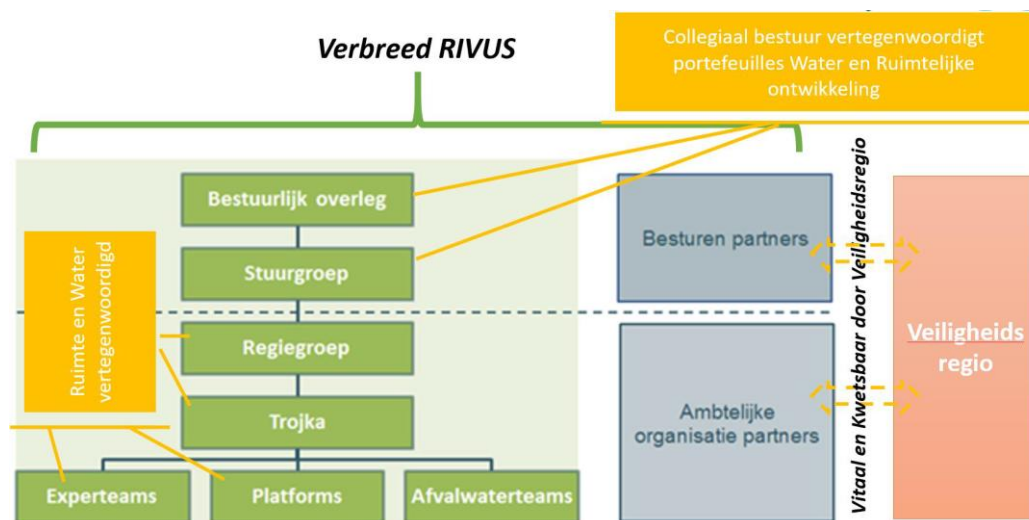 Verbreed RIVUS
Collegiaal bestuur vertegenwoordigt
portefeuilles Water en Ruimtelijke
ontwikkeling
Bestuurlijk overleg
Stuurgroep
Regiegroep
Trojka
Experteams
Platforms
Afvalwaterteams
Ruimte en Water
vertegenwoordigd
Besturen partners
Ambtelijke
organisatie partners
Vitaal en Kwetsbaar door Veiligheidsregio
Veiligheids
regio